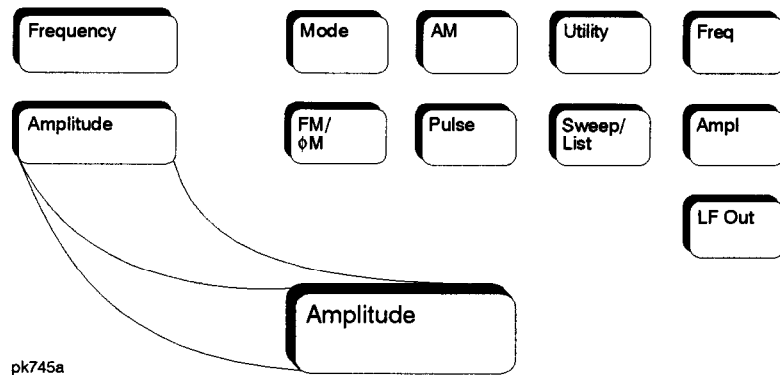 Frequency
Mode
AM
Utility
Freq
Amplitude
FM/
ϕM
Pulse
Sweep/
List
Ampl
LF Out
Amplitude
pk745a